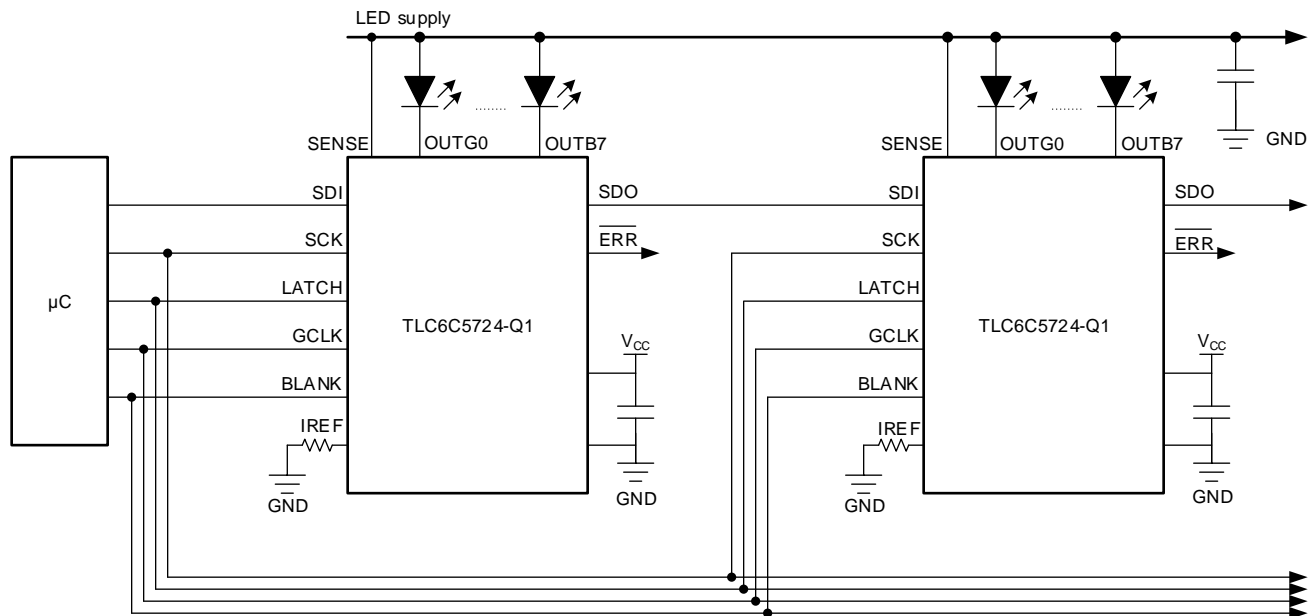 LED supply
SENSE
OUTG0
OUTB7
SENSE
OUTG0
OUTB7
GND
SDI
SDO
SDI
SDO
SCK
ERR
SCK
ERR
µC
LATCH
TLC6C5724-Q1
LATCH
TLC6C5724-Q1
GCLK
VCC
GCLK
VCC
BLANK
BLANK
IREF
IREF
GND
GND
GND
GND